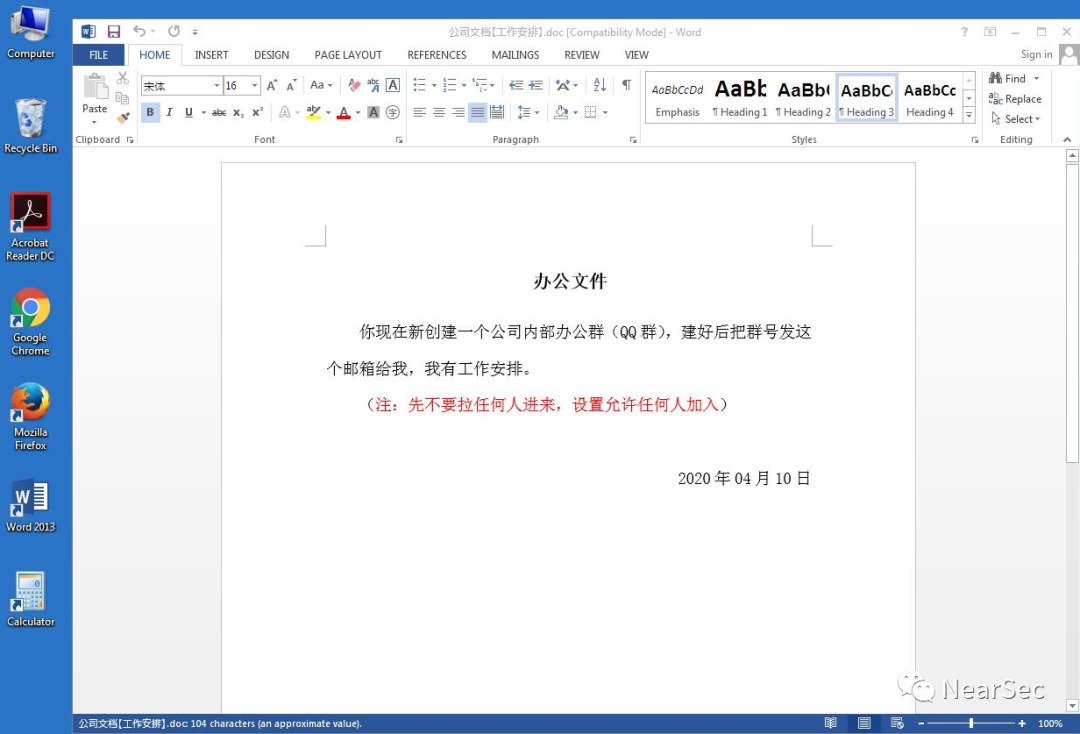 公司文档【工作安排】.doc [Compatibility Mode] - Word
?
Sign in
FILE HOME INSERT DESIGN PAGE LAYOUT REFERENCES MAILINGS REVIEW VIEW
宋体 16
Aa
A
Paste
B I U abc
AaBbCcDd AaBb AaBb( AaBbC AaBbCc
Emphasis ¶ Heading 1 ¶ Heading 2 ¶ Heading 3 Heading 4
Find
Replace
Select
Clipboard Font Paragraph Styles Editing
Computer
Recycle Bin
Acrobat
Reader DC
Google
Chrome
Mozilla
Firefox
Word 2013
Calculator
办公文件
你现在新创建一个公司内部办公群（QQ 群），建好后把群号发这
个邮箱给我，我有工作安排。
（注：先不要拉任何人进来，设置允许任何人加入）
2020 年 04 月 10 日
NearSec
公司文档【工作安排】.doc: 104 characters (an approximate value).
100%